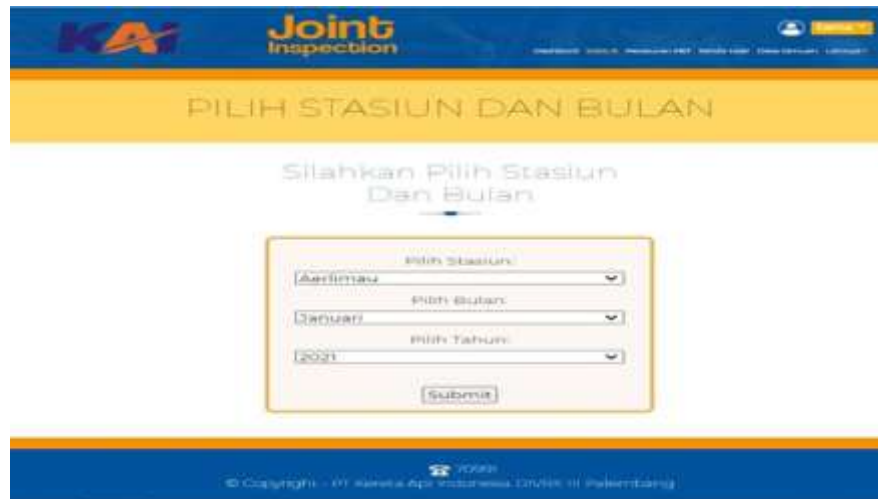 KAI
Joint
Inspection
PILIH STASIUN DAN BULAN
Silahkan Pilih Stasiun
Dan Bulan
Pilih Stasiun:
Aerlimau
Pilih Bulan:
Januari
Pilih Tahun:
2021
Submit
© Copyright - PT Kereta Api Indonesia DIVRE III Palembang